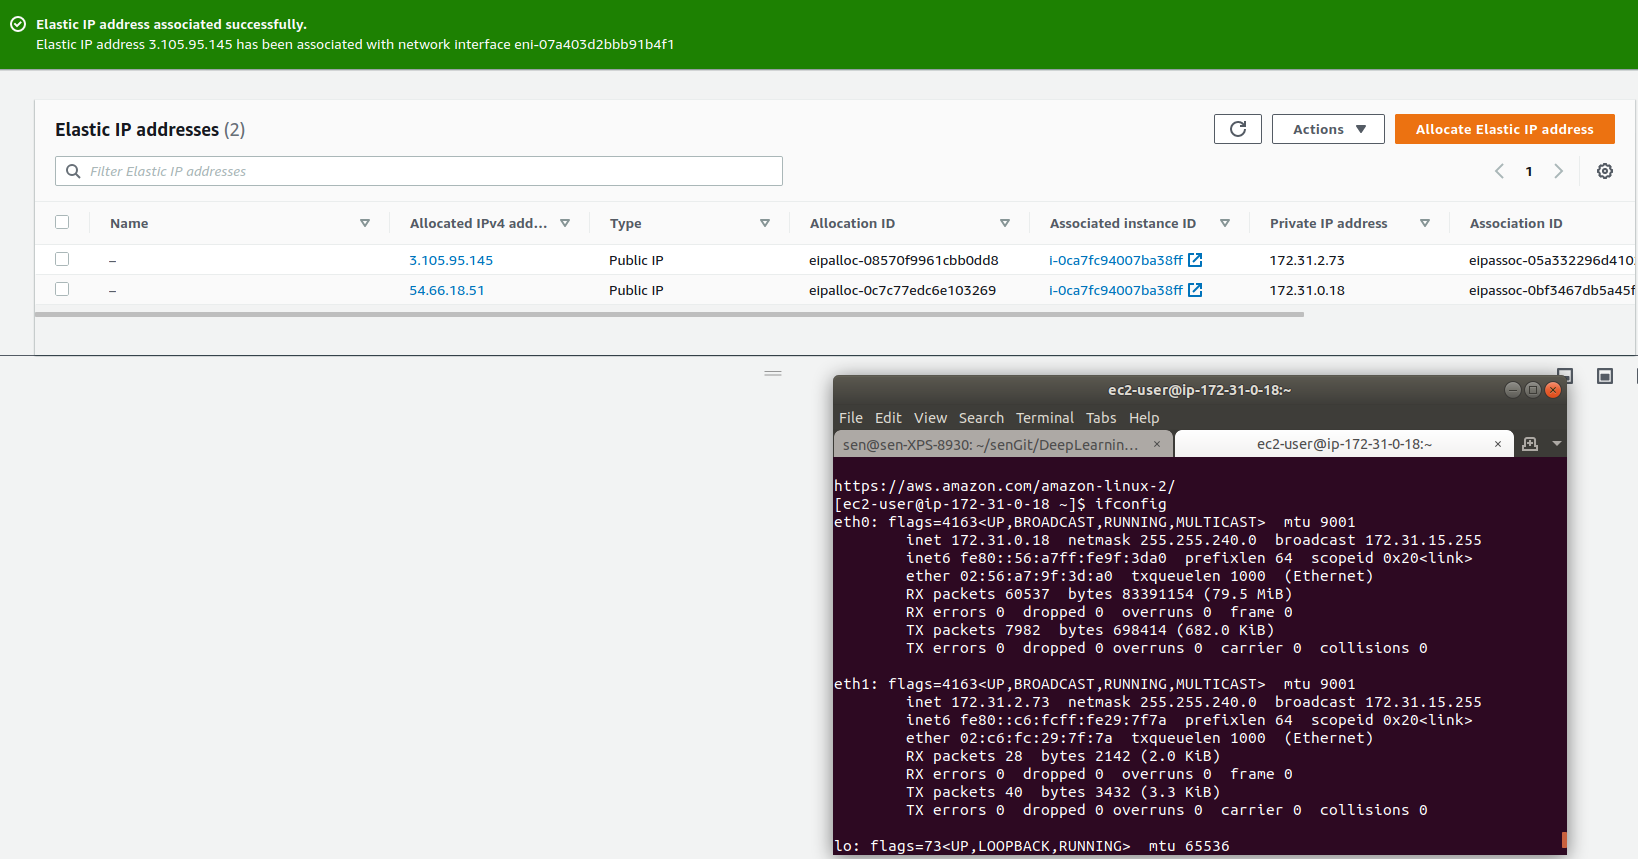 Elastic IP address associated successfully.
Elastic IP address 3.105.95.145 has been associated with network interface eni-07a403d2bbb91b4f1
Elastic IP addresses (2)
Actions
Allocate Elastic IP address
Filter Elastic IP addresses
1
Name Allocated IPv4 add... Type Allocation ID Associated instance ID Private IP address Association ID
– 3.105.95.145 Public IP eipalloc-08570f9961cbb0dd8 i-0ca7fc94007ba38ff 172.31.2.73 eipassoc-05a332296d410
– 54.66.18.51 Public IP eipalloc-0c7c77edc6e103269 i-0ca7fc94007ba38ff 172.31.0.18 eipassoc-0bf3467db5a45f
ec2-user@ip-172-31-0-18:~
File Edit View Search Terminal Tabs Help
sen@sen-XPS-8930: ~/senGit/DeepLearnin... × ec2-user@ip-172-31-0-18:~ ×
https://aws.amazon.com/amazon-linux-2/
[ec2-user@ip-172-31-0-18 ~]$ ifconfig
eth0: flags=4163<UP,BROADCAST,RUNNING,MULTICAST>  mtu 9001
        inet 172.31.0.18  netmask 255.255.240.0  broadcast 172.31.15.255
        inet6 fe80::56:a7ff:fe9f:3da0  prefixlen 64  scopeid 0x20<link>
        ether 02:56:a7:9f:3d:a0  txqueuelen 1000  (Ethernet)
        RX packets 60537  bytes 83391154 (79.5 MiB)
        RX errors 0  dropped 0  overruns 0  frame 0
        TX packets 7982  bytes 698414 (682.0 KiB)
        TX errors 0  dropped 0 overruns 0  carrier 0  collisions 0
eth1: flags=4163<UP,BROADCAST,RUNNING,MULTICAST>  mtu 9001
        inet 172.31.2.73  netmask 255.255.240.0  broadcast 172.31.15.255
        inet6 fe80::c6:fcff:fe29:7f7a  prefixlen 64  scopeid 0x20<link>
        ether 02:c6:fc:29:7f:7a  txqueuelen 1000  (Ethernet)
        RX packets 28  bytes 2142 (2.0 KiB)
        RX errors 0  dropped 0  overruns 0  frame 0
        TX packets 40  bytes 3432 (3.3 KiB)
        TX errors 0  dropped 0 overruns 0  carrier 0  collisions 0
lo: flags=73<UP,LOOPBACK,RUNNING>  mtu 65536